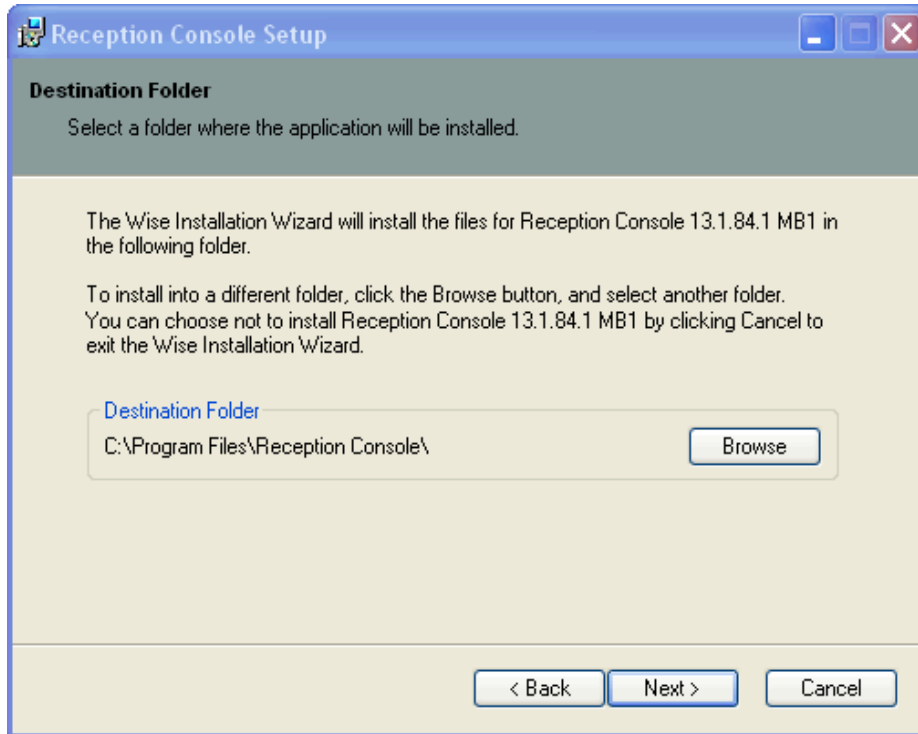 Reception Console Setup
Destination Folder
Select a folder where the application will be installed.
The Wise Installation Wizard will install the files for Reception Console 13.1.84.1 MB1 in
the following folder.
To install into a different folder, click the Browse button, and select another folder.
You can choose not to install Reception Console 13.1.84.1 MB1 by clicking Cancel to
exit the Wise Installation Wizard.
Destination Folder
C:\Program Files\Reception Console\
Browse
< Back
Next >
Cancel